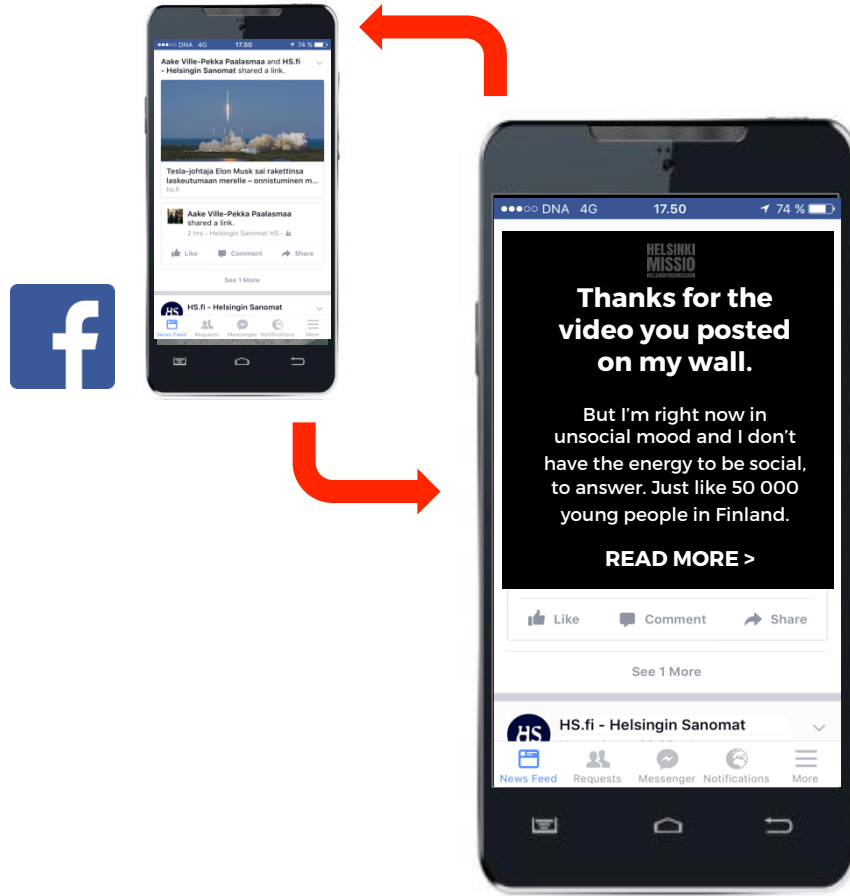 DNA 4G 17.50 74 %
Aake Ville-Pekka Paalasmaa and HS.fi
- Helsingin Sanomat shared a link.
Tesla-johtaja Elon Musk sai rakettinsa
laskeutumaan merelle – onnistuminen m...
hs.fi
Aake Ville-Pekka Paalasmaa
shared a link.
2 hrs - Helsingin Sanomat HS -
Like Comment Share
See 1 More
HS HS.fi - Helsingin Sanomat
News Feed Requests Messenger Notifications More
f
DNA 4G 17.50 74 %
HELSINKI
MISSIO
HELSINGFORSMISSION
Thanks for the
video you posted
on my wall.
But I’m right now in
unsocial mood and I don’t
have the energy to be social,
to answer. Just like 50 000
young people in Finland.
READ MORE >
Like Comment Share
See 1 More
HS HS.fi - Helsingin Sanomat
News Feed Requests Messenger Notifications More